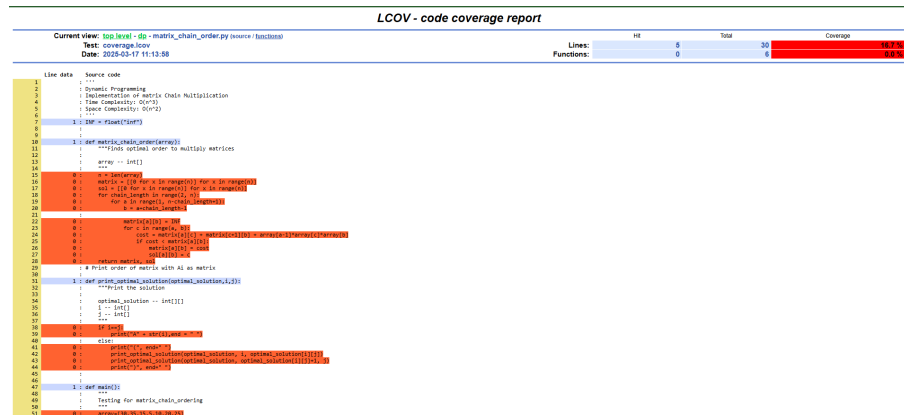 LCOV - code coverage report
Current view: top level - dp - matrix_chain_order.py (source / functions)
Test: coverage.lcov
Date: 2025-03-17 11:13:58
Hit Total Coverage
Lines: 5 30 16.7 %
Functions: 0 6 0.0 %
Line data Source code
1 : '''
2 : Dynamic Programming
3 : Implementation of matrix Chain Multiplication
4 : Time Complexity: O(n^3)
5 : Space Complexity: O(n^2)
6 : '''
7 1 : INF = float("inf")
8 :
9 :
10 1 : def matrix_chain_order(array):
11 : """Finds optimal order to multiply matrices
12 :
13 : array -- int[]
14 : """
15 0 : n = len(array)
16 0 : matrix = [[0 for x in range(n)] for x in range(n)]
17 0 : sol = [[0 for x in range(n)] for x in range(n)]
18 0 : for chain_length in range(2, n):
19 0 : for a in range(1, n-chain_length+1):
20 0 : b = a+chain_length-1
21 :
22 0 : matrix[a][b] = INF
23 0 : for c in range(a, b):
24 0 : cost = matrix[a][c] + matrix[c+1][b] + array[a-1]*array[c]*array[b]
25 0 : if cost < matrix[a][b]:
26 0 : matrix[a][b] = cost
27 0 : sol[a][b] = c
28 0 : return matrix, sol
29 : # Print order of matrix with Ai as matrix
30 :
31 1 : def print_optimal_solution(optimal_solution,i,j):
32 : """Print the solution
33 :
34 : optimal_solution -- int[][]
35 : i -- int[]
36 : j -- int[]
37 : """
38 0 : if i==j:
39 0 : print("A" + str(i),end = " ")
40 : else:
41 0 : print("(", end=" ")
42 0 : print_optimal_solution(optimal_solution, i, optimal_solution[i][j])
43 0 : print_optimal_solution(optimal_solution, optimal_solution[i][j]+1, j)
44 0 : print(")", end=" ")
45 :
46 :
47 1 : def main():
48 : """
49 : Testing for matrix_chain_ordering
50 : """
51 0 : array=[30,35,15,5,10,20,25]